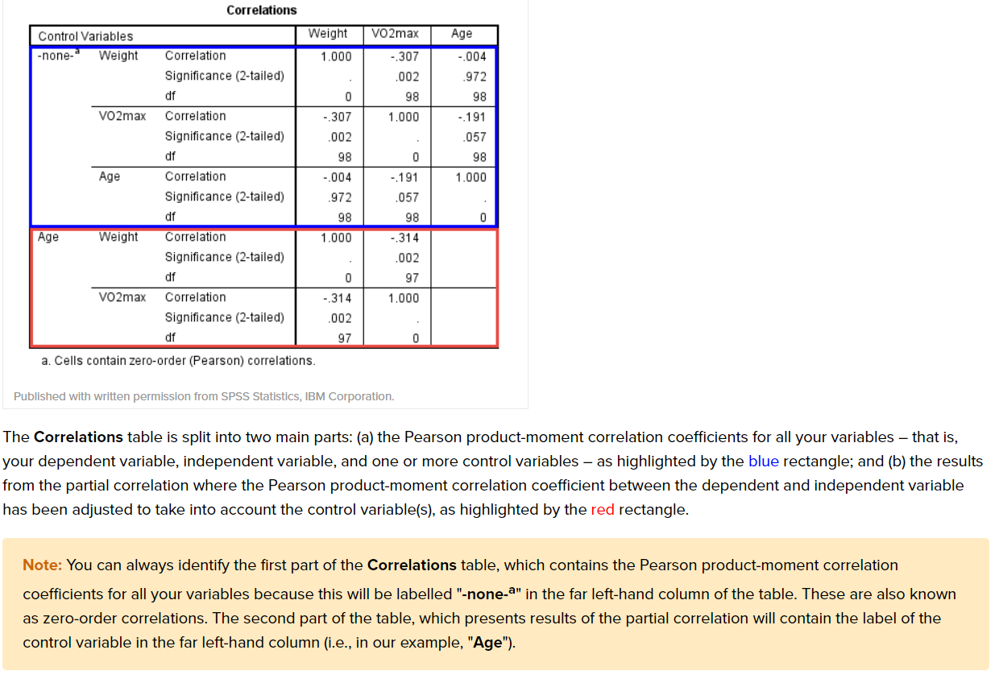 Correlations
Control Variables Weight VO2max Age
-none-a Weight Correlation 1.000 -.307 -.004
Significance (2-tailed) . .002 .972
df 0 98 98
VO2max Correlation -.307 1.000 -.191
Significance (2-tailed) .002 . .057
df 98 0 98
Age Correlation -.004 -.191 1.000
Significance (2-tailed) .972 .057 .
df 98 98 0
Age Weight Correlation 1.000 -.314
Significance (2-tailed) . .002
df 0 97
VO2max Correlation -.314 1.000
Significance (2-tailed) .002 .
df 97 0
a. Cells contain zero-order (Pearson) correlations.
Published with written permission from SPSS Statistics, IBM Corporation.
The Correlations table is split into two main parts: (a) the Pearson product-moment correlation coefficients for all your variables – that is,
your dependent variable, independent variable, and one or more control variables – as highlighted by the blue rectangle; and (b) the results
from the partial correlation where the Pearson product-moment correlation coefficient between the dependent and independent variable
has been adjusted to take into account the control variable(s), as highlighted by the red rectangle.
Note: You can always identify the first part of the Correlations table, which contains the Pearson product-moment correlation
coefficients for all your variables because this will be labelled "-none-a" in the far left-hand column of the table. These are also known
as zero-order correlations. The second part of the table, which presents results of the partial correlation will contain the label of the
control variable in the far left-hand column (i.e., in our example, "Age").